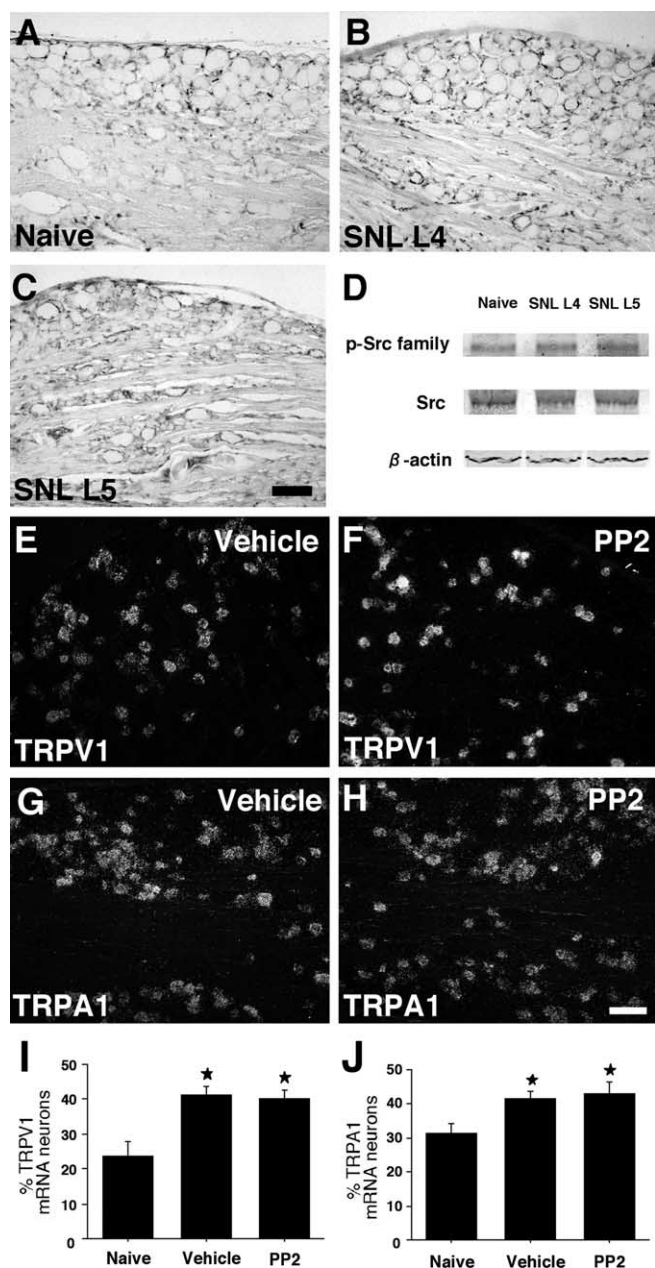 A
Naive
B
SNL L4
C
SNL L5
D
Naive SNL L4 SNL L5
p-Src family
Src
β-actin
E Vehicle
TRPV1
F PP2
TRPV1
G Vehicle
TRPA1
H PP2
TRPA1
I
% TRPV1
mRNA neurons
50
40
30
20
10
0
Naive Vehicle PP2
J
% TRPA1
mRNA neurons
50
40
30
20
10
0
Naive Vehicle PP2